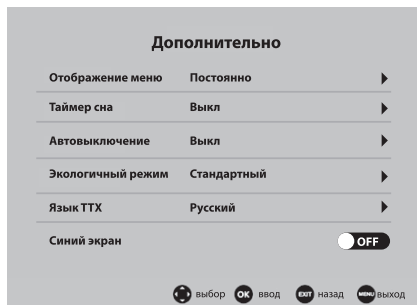 Дополнительно
Отображение меню Постоянно
Таймер сна Выкл
Автовыключение Выкл
Экологичный режим Стандартный
Язык ТТХ Русский
Синий экран OFF
выбор OK ввод EXIT назад MENU выход